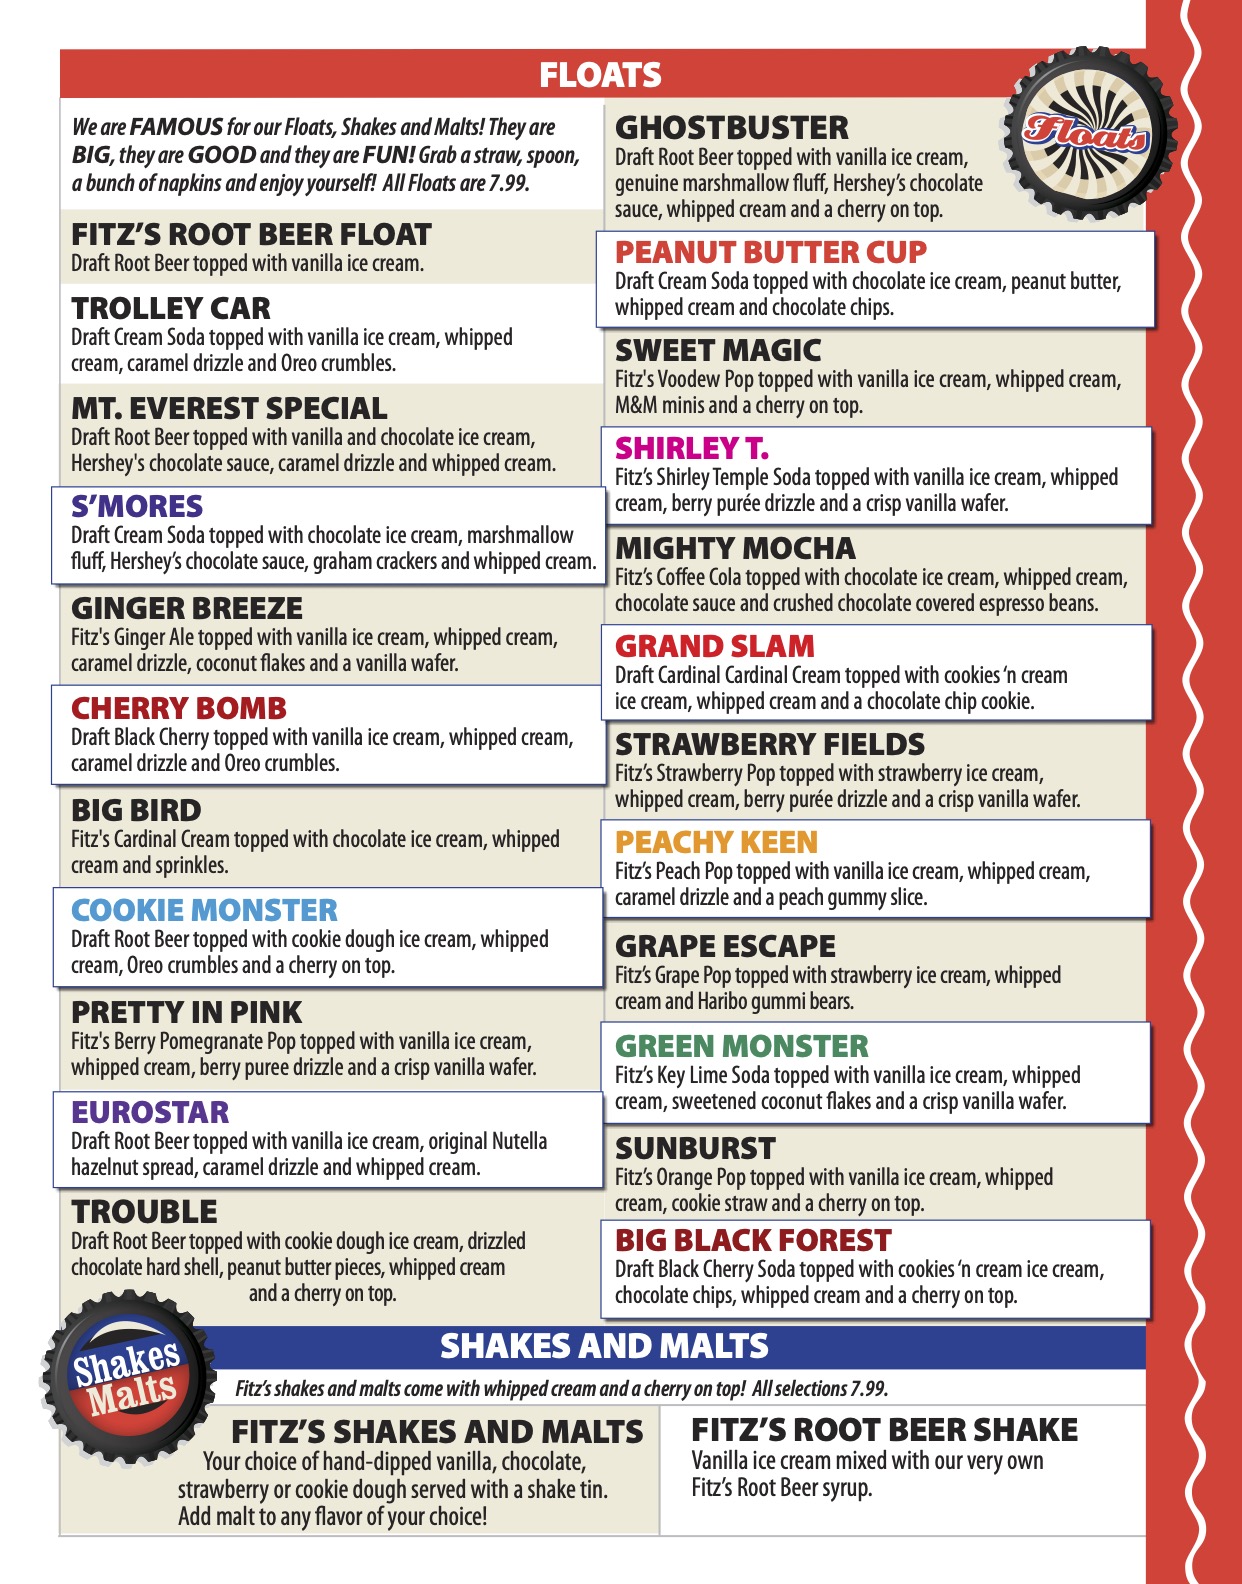 FLOATS
Floats
We are FAMOUS for our Floats, Shakes and Malts! They are
BIG, they are GOOD and they are FUN! Grab a straw, spoon,
a bunch of napkins and enjoy yourself! All Floats are 7.99.
FITZ'S ROOT BEER FLOAT
Draft Root Beer topped with vanilla ice cream.
TROLLEY CAR
Draft Cream Soda topped with vanilla ice cream, whipped
cream, caramel drizzle and Oreo crumbles.
MT. EVEREST SPECIAL
Draft Root Beer topped with vanilla and chocolate ice cream,
Hershey's chocolate sauce, caramel drizzle and whipped cream.
S'MORES
Draft Cream Soda topped with chocolate ice cream, marshmallow
fluff, Hershey's chocolate sauce, graham crackers and whipped cream.
GINGER BREEZE
Fitz's Ginger Ale topped with vanilla ice cream, whipped cream,
caramel drizzle, coconut flakes and a vanilla wafer.
CHERRY BOMB
Draft Black Cherry topped with vanilla ice cream, whipped cream,
caramel drizzle and Oreo crumbles.
BIG BIRD
Fitz's Cardinal Cream topped with chocolate ice cream, whipped
cream and sprinkles.
COOKIE MONSTER
Draft Root Beer topped with cookie dough ice cream, whipped
cream, Oreo crumbles and a cherry on top.
PRETTY IN PINK
Fitz's Berry Pomegranate Pop topped with vanilla ice cream,
whipped cream, berry puree drizzle and a crisp vanilla wafer.
EUROSTAR
Draft Root Beer topped with vanilla ice cream, original Nutella
hazelnut spread, caramel drizzle and whipped cream.
TROUBLE
Draft Root Beer topped with cookie dough ice cream, drizzled
chocolate hard shell, peanut butter pieces, whipped cream
and a cherry on top.
GHOSTBUSTER
Draft Root Beer topped with vanilla ice cream,
genuine marshmallow fluff, Hershey's chocolate
sauce, whipped cream and a cherry on top.
PEANUT BUTTER CUP
Draft Cream Soda topped with chocolate ice cream, peanut butter,
whipped cream and chocolate chips.
SWEET MAGIC
Fitz's Voodew Pop topped with vanilla ice cream, whipped cream,
M&M minis and a cherry on top.
SHIRLEY T.
Fitz's Shirley Temple Soda topped with vanilla ice cream, whipped
cream, berry purée drizzle and a crisp vanilla wafer.
MIGHTY MOCHA
Fitz's Coffee Cola topped with chocolate ice cream, whipped cream,
chocolate sauce and crushed chocolate covered espresso beans.
GRAND SLAM
Draft Cardinal Cardinal Cream topped with cookies 'n cream
ice cream, whipped cream and a chocolate chip cookie.
STRAWBERRY FIELDS
Fitz's Strawberry Pop topped with strawberry ice cream,
whipped cream, berry purée drizzle and a crisp vanilla wafer.
PEACHY KEEN
Fitz's Peach Pop topped with vanilla ice cream, whipped cream,
caramel drizzle and a peach gummy slice.
GRAPE ESCAPE
Fitz's Grape Pop topped with strawberry ice cream, whipped
cream and Haribo gummi bears.
GREEN MONSTER
Fitz's Key Lime Soda topped with vanilla ice cream, whipped
cream, sweetened coconut flakes and a crisp vanilla wafer.
SUNBURST
Fitz's Orange Pop topped with vanilla ice cream, whipped
cream, cookie straw and a cherry on top.
BIG BLACK FOREST
Draft Black Cherry Soda topped with cookies 'n cream ice cream,
chocolate chips, whipped cream and a cherry on top.
Shakes
Malts
SHAKES AND MALTS
Fitz's shakes and malts come with whipped cream and a cherry on top! All selections 7.99.
FITZ'S SHAKES AND MALTS
Your choice of hand-dipped vanilla, chocolate,
strawberry or cookie dough served with a shake tin.
Add malt to any flavor of your choice!
FITZ'S ROOT BEER SHAKE
Vanilla ice cream mixed with our very own
Fitz's Root Beer syrup.